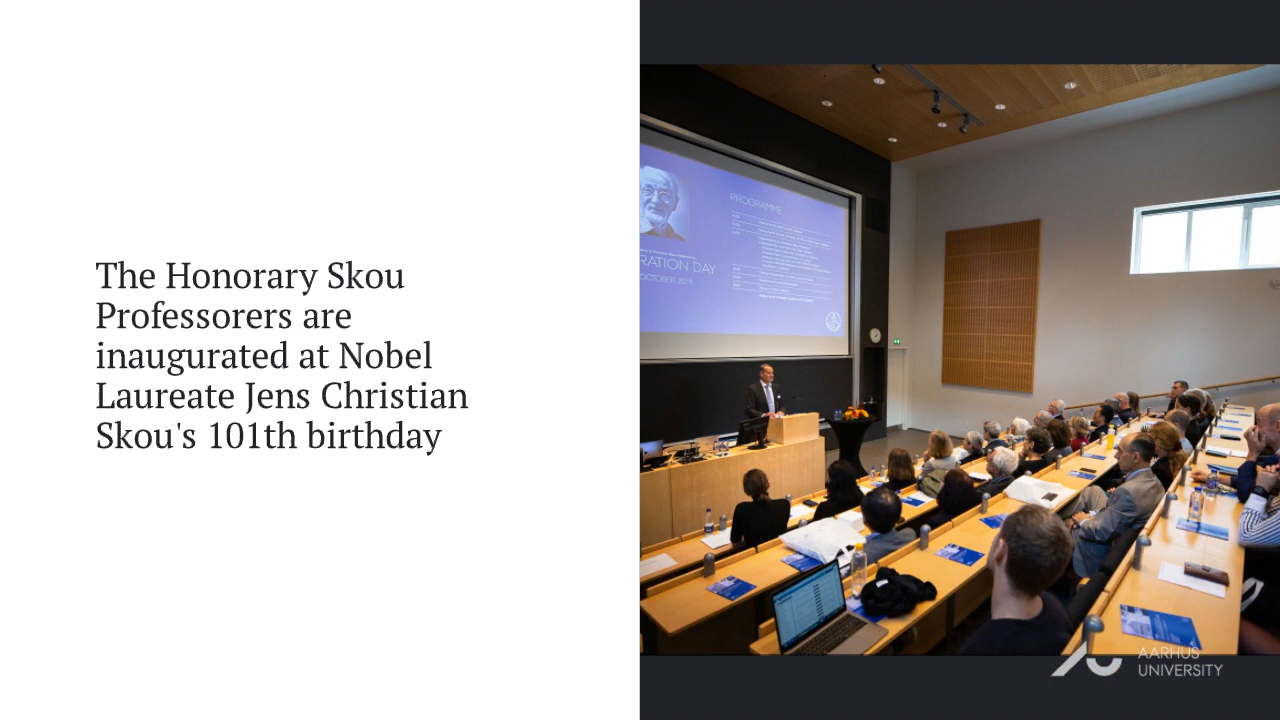 The Honorary Skou
Professorers are
inaugurated at Nobel
Laureate Jens Christian
Skou's 101th birthday
PROGRAMME
RATION DAY
OCTOBER 2019
AARHUS
UNIVERSITY